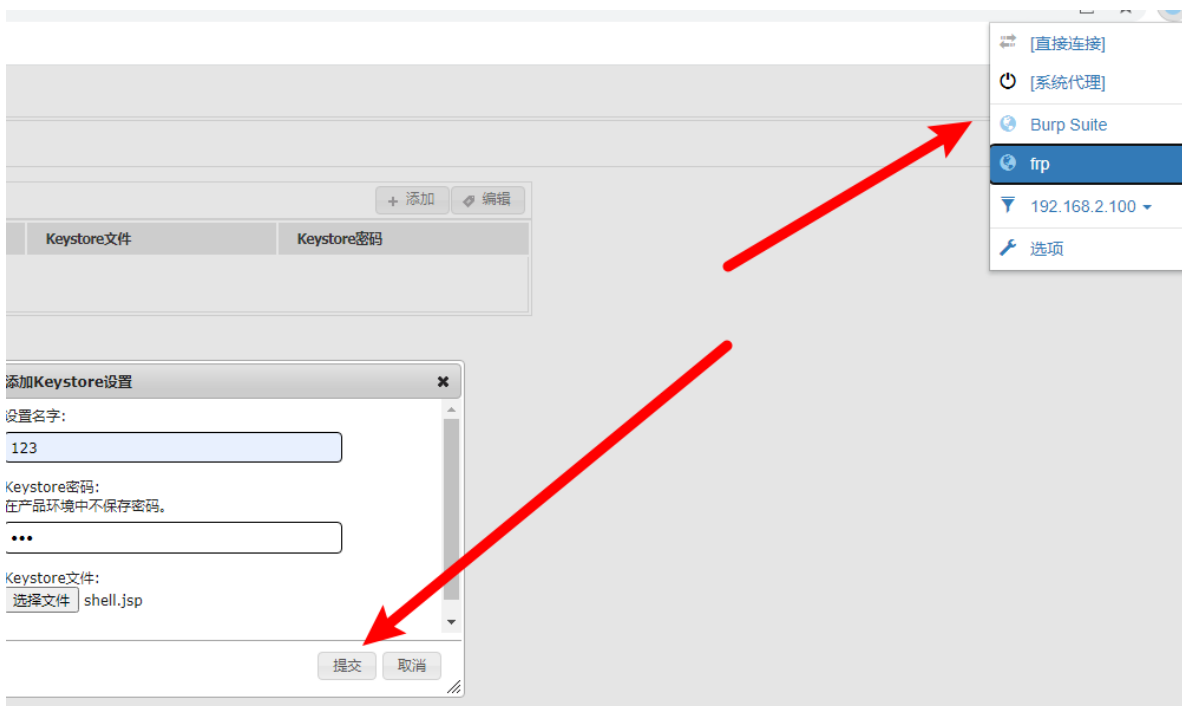 [直接连接]
[系统代理]
Burp Suite
frp
192.168.2.100
选项
添加 编辑
Keystore文件 Keystore密码
添加Keystore设置
设置名字:
123
Keystore密码:
在产品环境中不保存密码。
•••
Keystore文件:
选择文件 shell.jsp
提交 取消